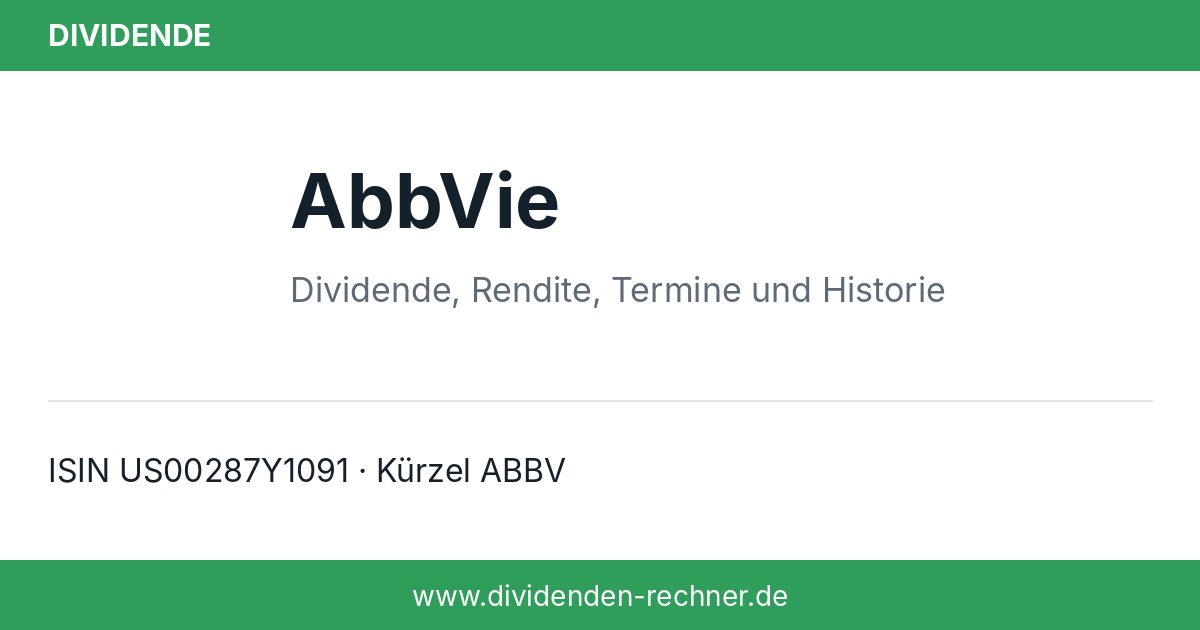 DIVIDENDE
AbbVie
Dividende, Rendite, Termine und Historie
ISIN US00287Y1091 · Kürzel ABBV
www.dividenden-rechner.de